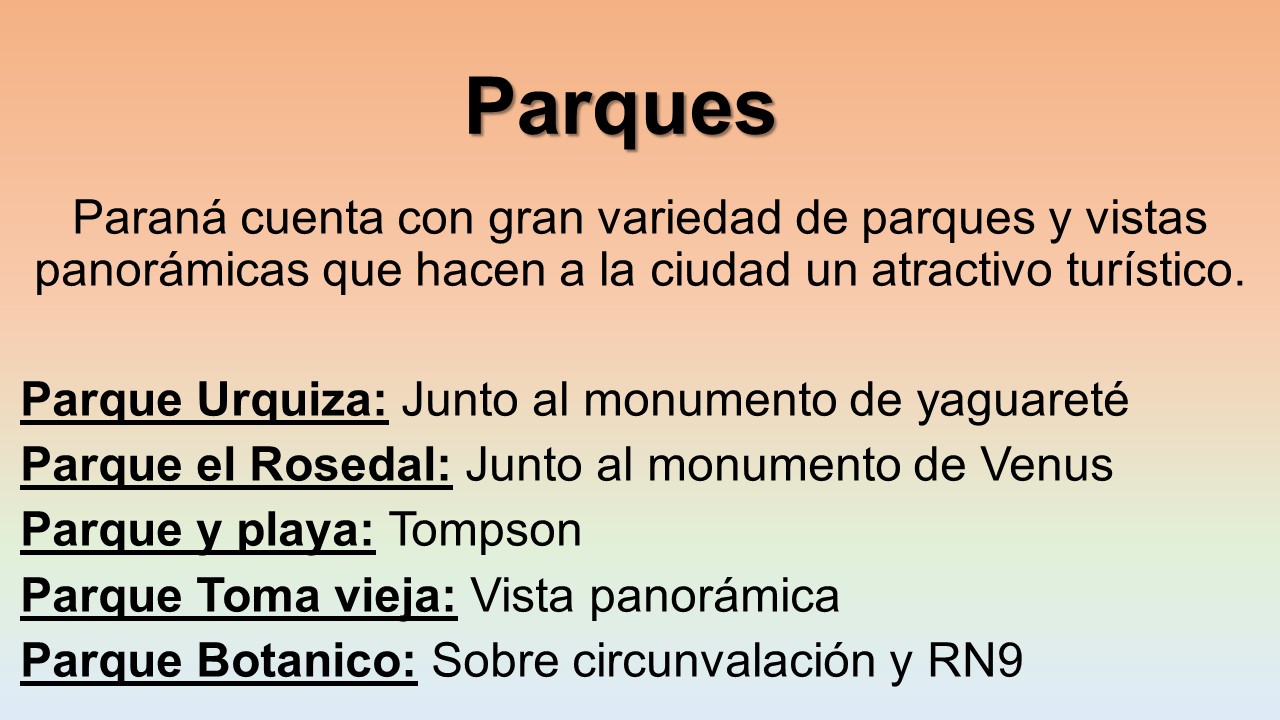 Parques
Paraná cuenta con gran variedad de parques y vistas
panorámicas que hacen a la ciudad un atractivo turístico.
Parque Urquiza: Junto al monumento de yaguareté
Parque el Rosedal: Junto al monumento de Venus
Parque y playa: Tompson
Parque Toma vieja: Vista panorámica
Parque Botanico: Sobre circunvalación y RN9